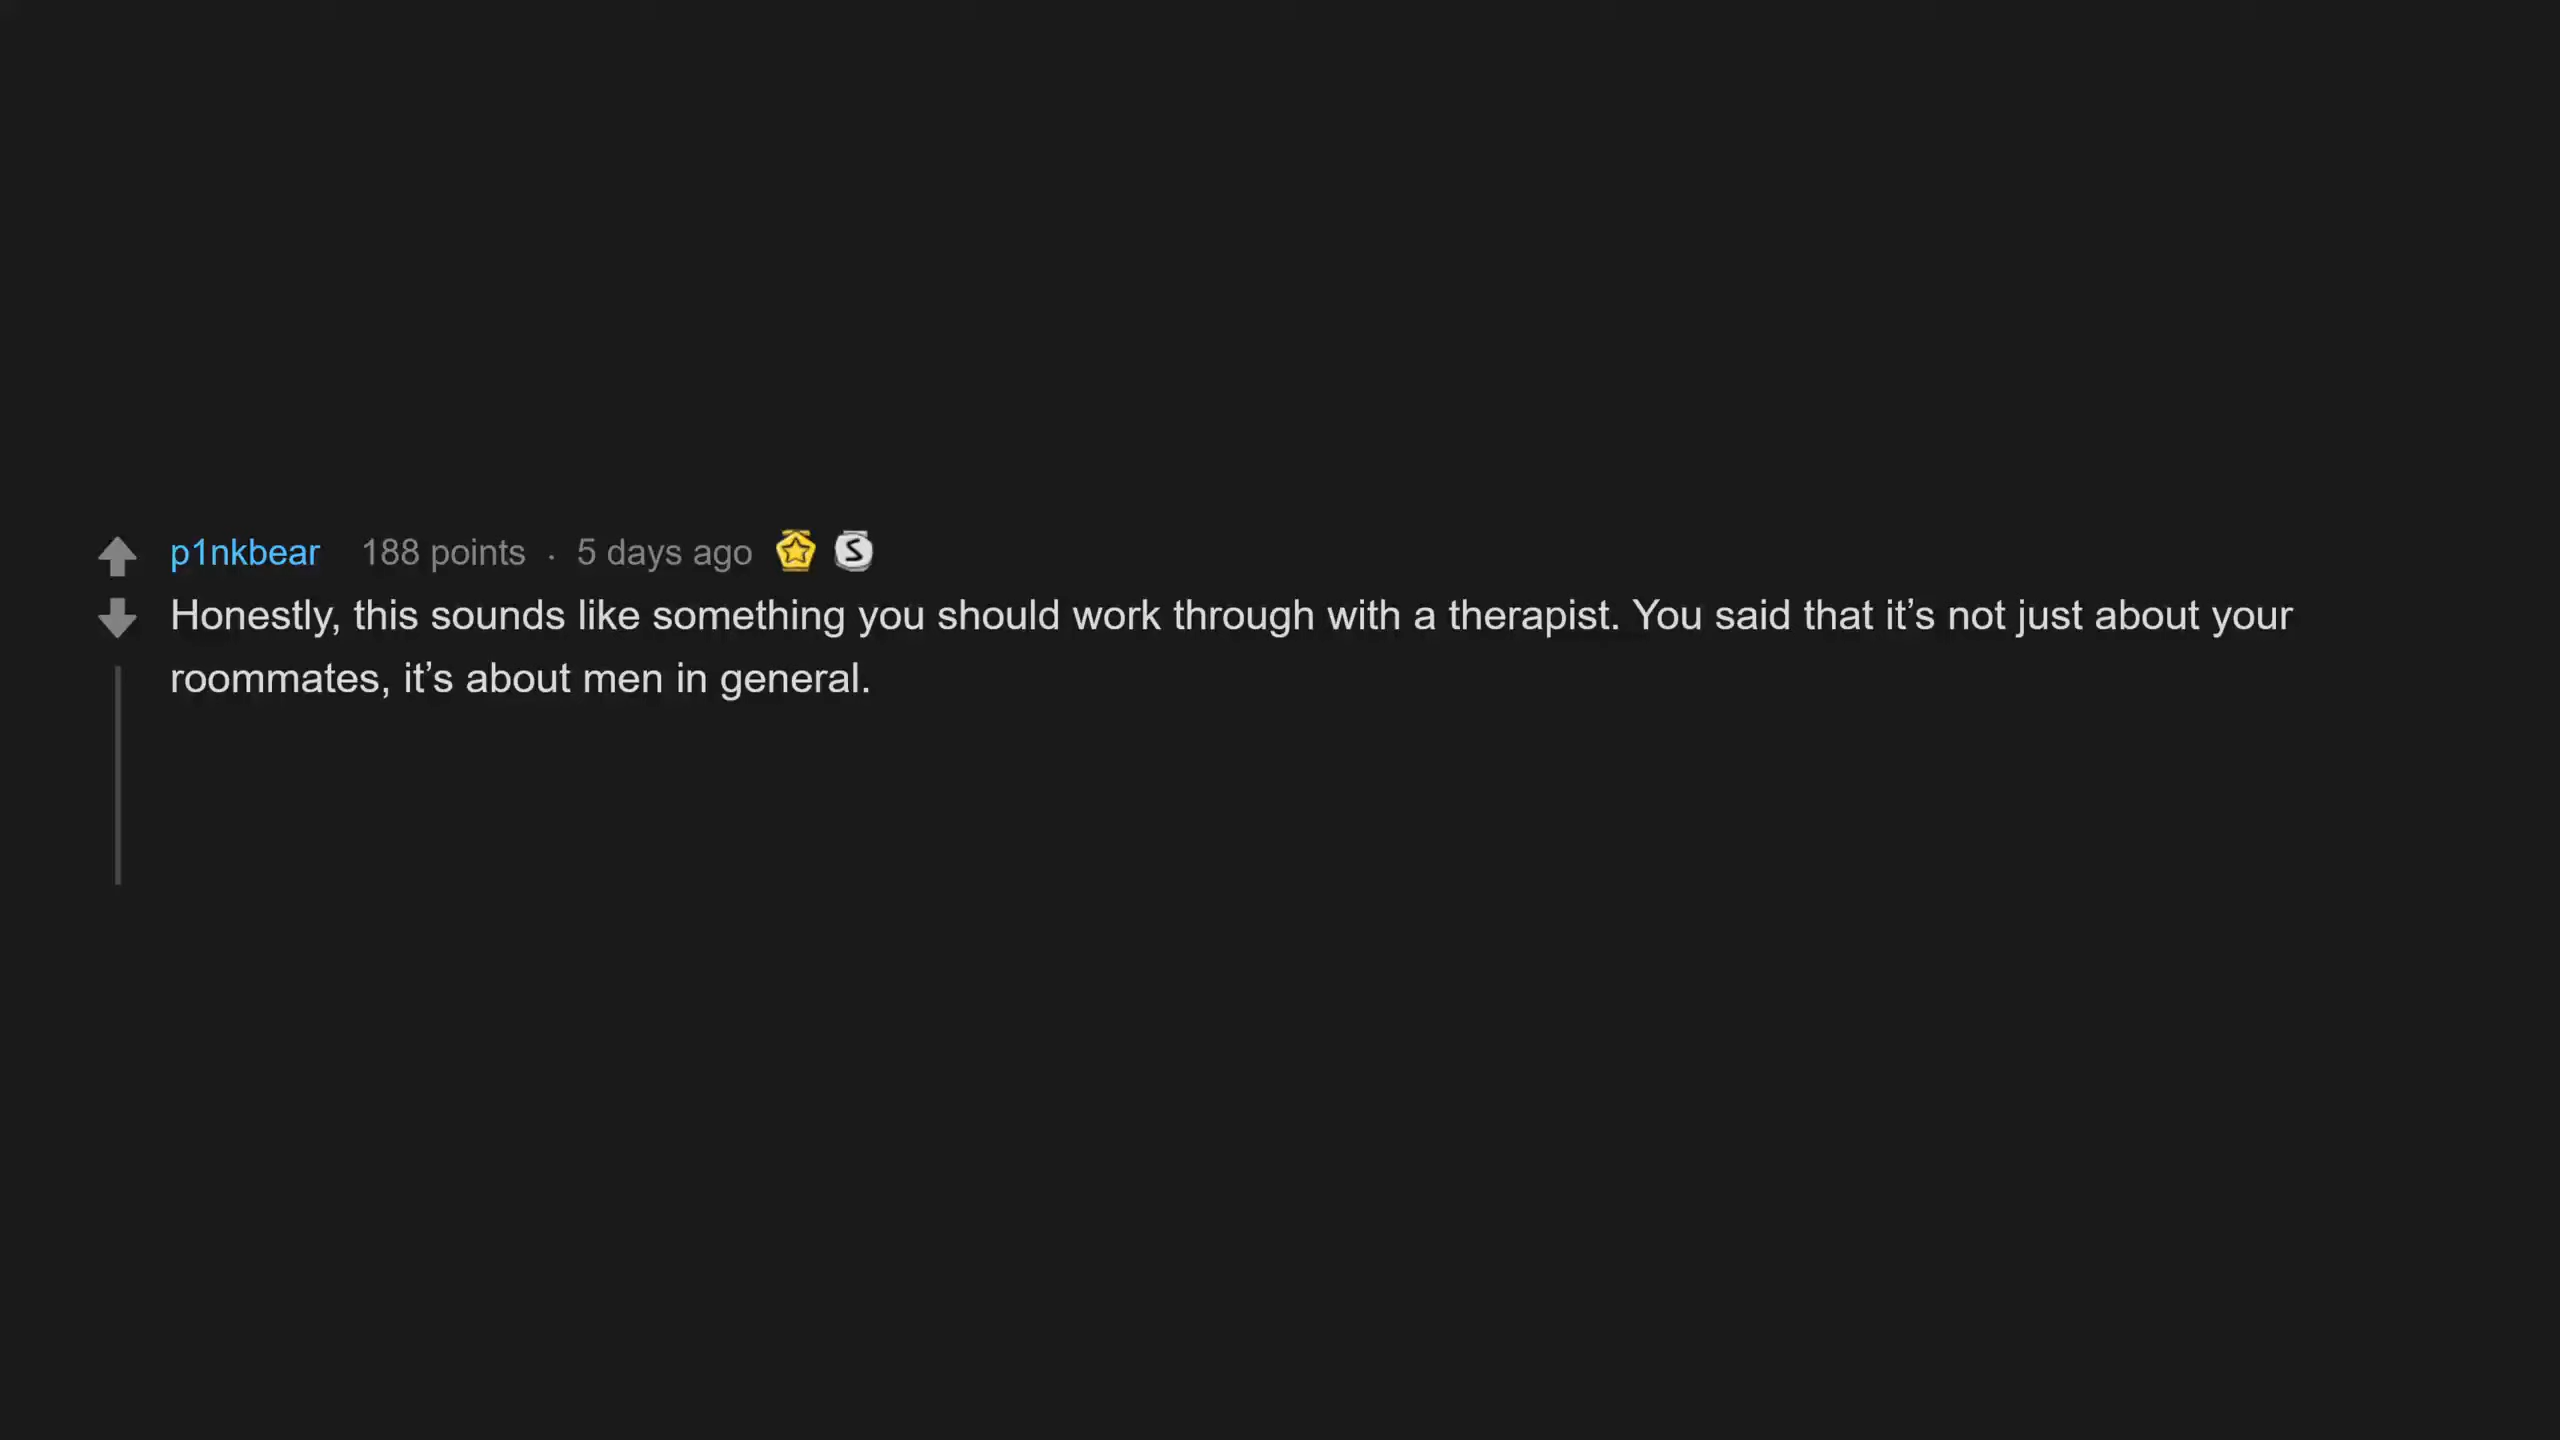 p1nkbear 188 points · 5 days ago
Honestly, this sounds like something you should work through with a therapist. You said that it’s not just about your
roommates, it’s about men in general.